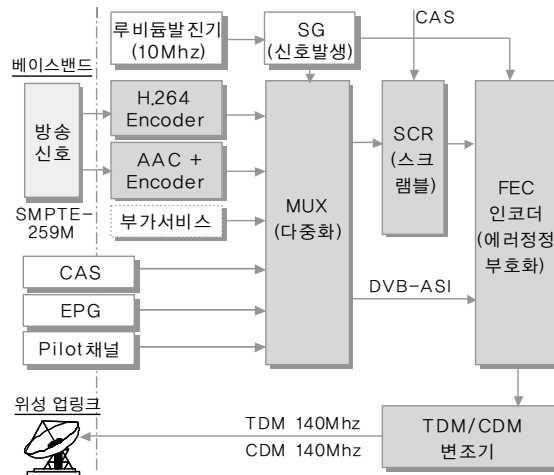 루비듐발진기
(10Mhz)
SG
(신호발생)
CAS
베이스밴드
방송
신호
SMPTE-
259M
H.264
Encoder
AAC +
Encoder
부가서비스
MUX
(다중화)
SCR
(스크
램블)
FEC
인코더
(에러정정
부호화)
CAS
EPG
Pilot채널
DVB-ASI
위성 업링크
TDM 140Mhz
CDM 140Mhz
TDM/CDM
변조기